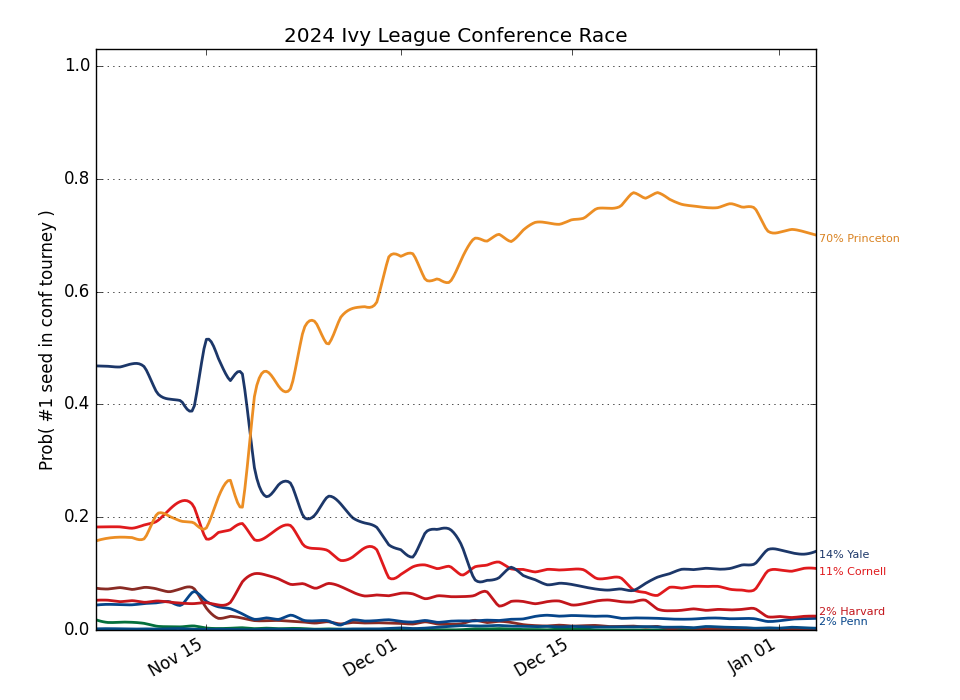 2024 Ivy League Conference Race
Prob( #1 seed in conf tourney )
1.0
0.8
0.6
0.4
0.2
0.0
70% Princeton
14% Yale
11% Cornell
2% Harvard
2% Penn
Nov 15
Dec 01
Dec 15
Jan 01